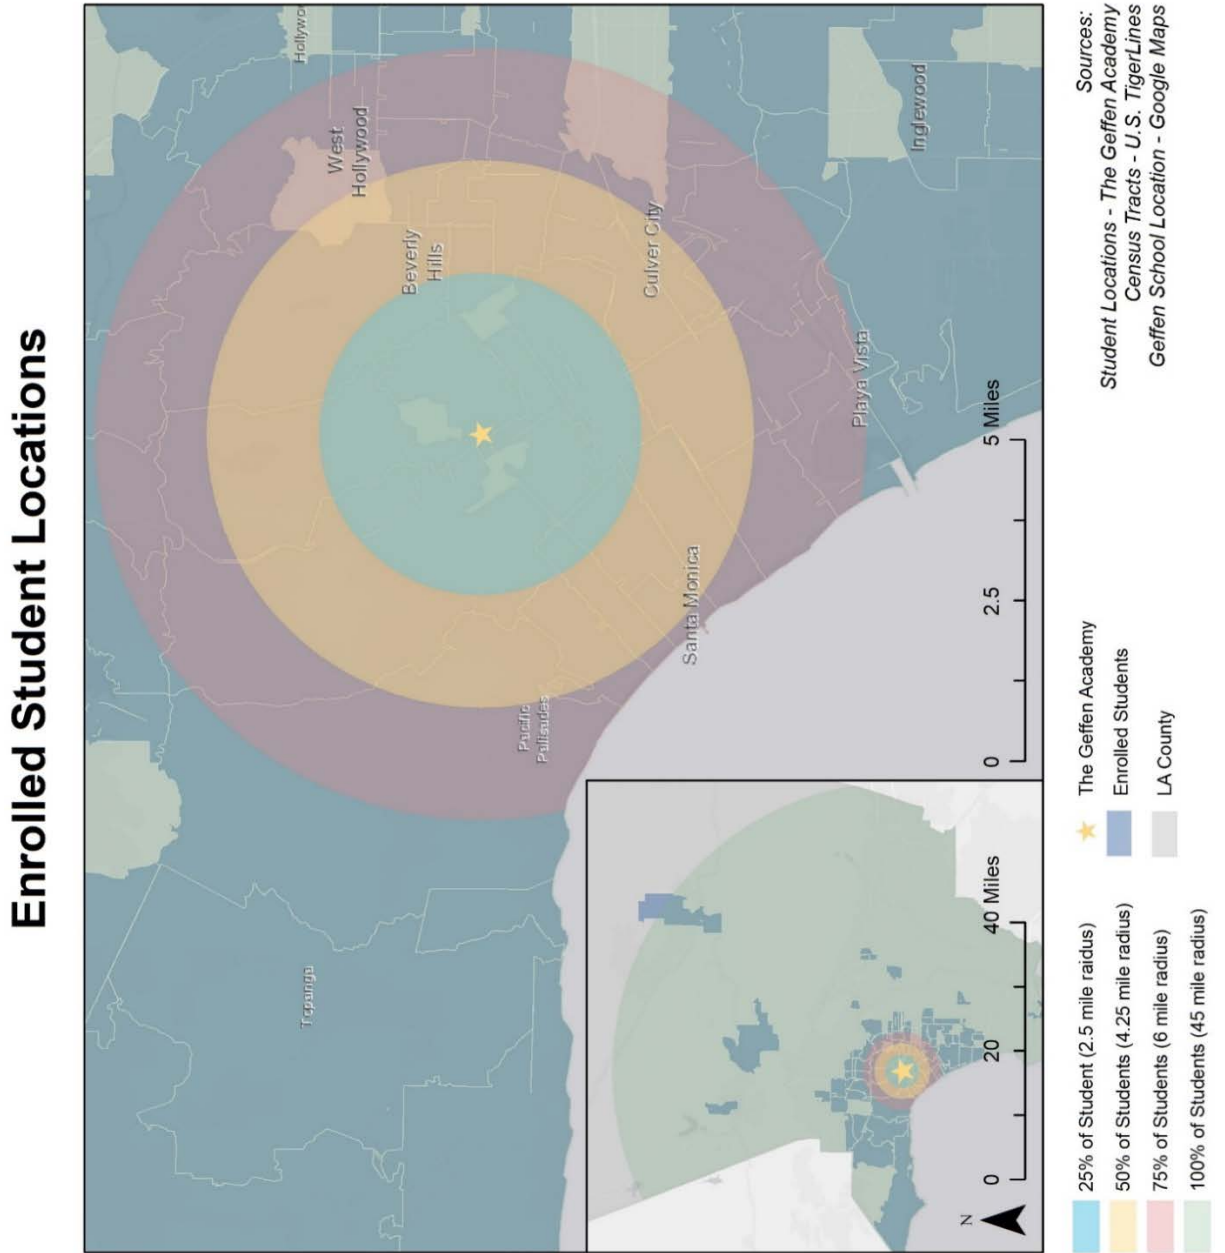 Enrolled Student Locations
Hollywoo
West
Hollywood
Beverly
Hills
Topanga
Pacific
Palisades
Culver City
Santa Monica
Inglewood
Playa Vista
0 2.5 5 Miles
N
0 20 40 Miles
25% of Student (2.5 mile raidus)
50% of Students (4.25 mile radius)
75% of Students (6 mile radius)
100% of Students (45 mile radius)
The Geffen Academy
Enrolled Students
LA County
Sources:
Student Locations - The Geffen Academy
Census Tracts - U.S. TigerLines
Geffen School Location - Google Maps